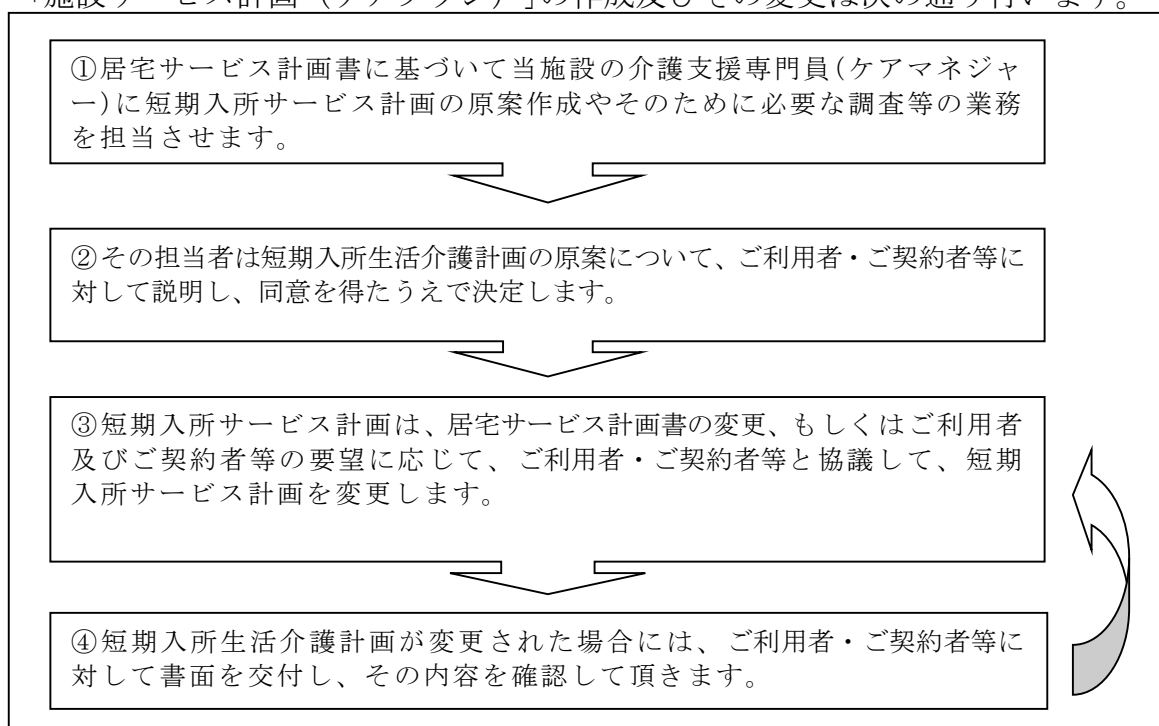 「施設サービス計画（ケアプラン）」の作成及びその変更は次の通り行います。
①居宅サービス計画書に基づいて当施設の介護支援専門員(ケアマネジャ
ー)に短期入所サービス計画の原案作成やそのために必要な調査等の業務
を担当させます。
②その担当者は短期入所生活介護計画の原案について、ご利用者・ご契約者等に
対して説明し、同意を得たうえで決定します。
③短期入所サービス計画は、居宅サービス計画書の変更、もしくはご利用者
及びご契約者等の要望に応じて、ご利用者・ご契約者等と協議して、短期
入所サービス計画を変更します。
④短期入所生活介護計画が変更された場合には、ご利用者・ご契約者等に
対して書面を交付し、その内容を確認して頂きます。